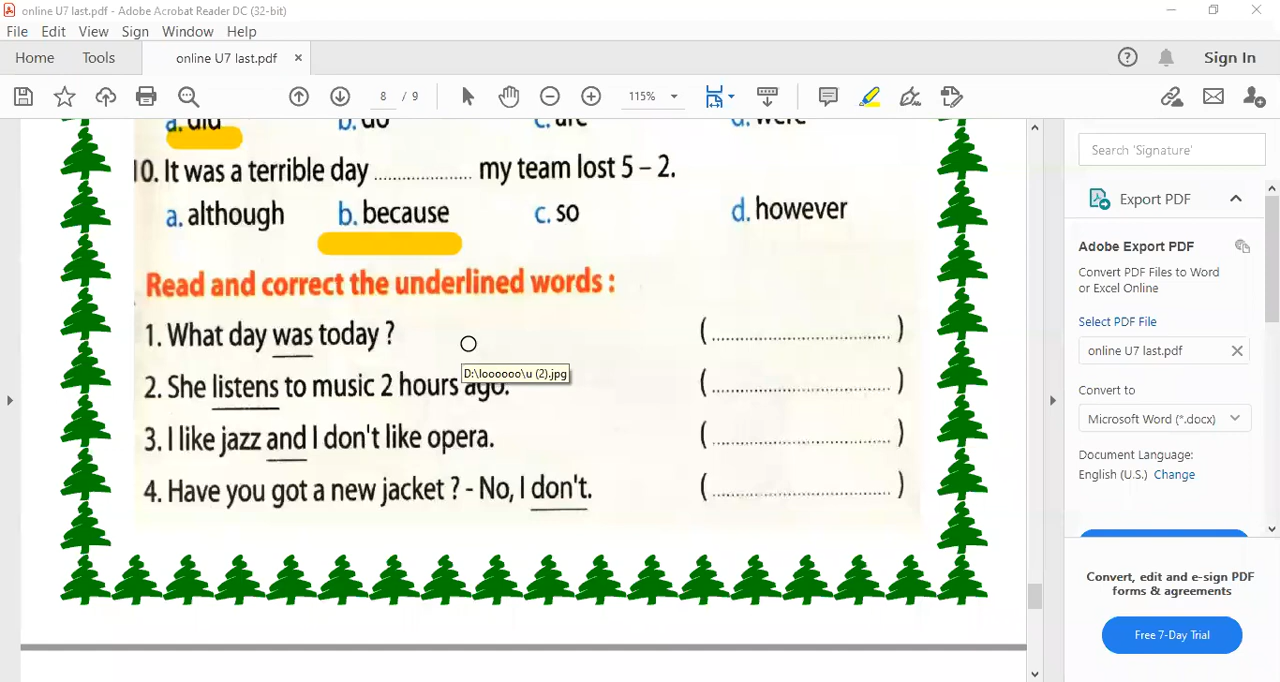 online U7 last.pdf - Adobe Acrobat Reader DC (32-bit)
File Edit View Sign Window Help
Home Tools online U7 last.pdf × Sign In
8 / 9 115%
a. did b. do c. are d. were
10. It was a terrible day .................. my team lost 5 – 2.
a. although b. because c. so d. however
Read and correct the underlined words :
1. What day was today ? (................................)
D:\loooooo\u (2).jpg
2. She listens to music 2 hours ago. (................................)
3. I like jazz and I don't like opera. (................................)
4. Have you got a new jacket ? - No, I don't. (................................)
Search 'Signature'
Export PDF
Adobe Export PDF
Convert PDF Files to Word
or Excel Online
Select PDF File
online U7 last.pdf
Convert to
Microsoft Word (*.docx)
Document Language:
English (U.S.) Change
Convert, edit and e-sign PDF
forms & agreements
Free 7-Day Trial